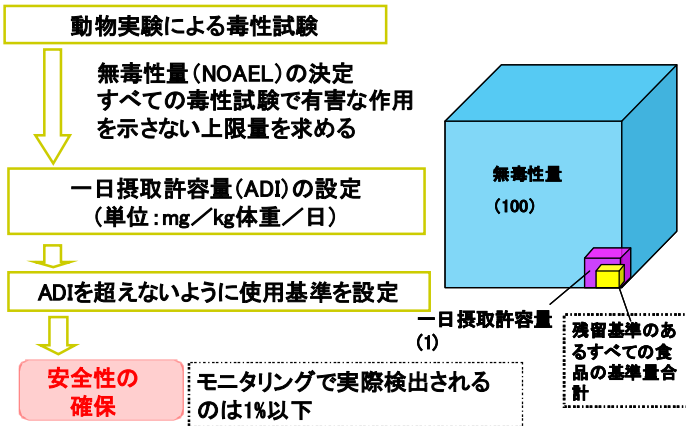 動物実験による毒性試験
無毒性量（NOAEL）の決定
すべての毒性試験で有害な作用
を示さない上限量を求める
一日摂取許容量（ADI）の設定
（単位：mg／kg体重／日）
ADIを超えないように使用基準を設定
安全性の
確保
モニタリングで実際検出される
のは1%以下
無毒性量
（100）
一日摂取許容量
（1）
残留基準のあ
るすべての食
品の基準量合
計